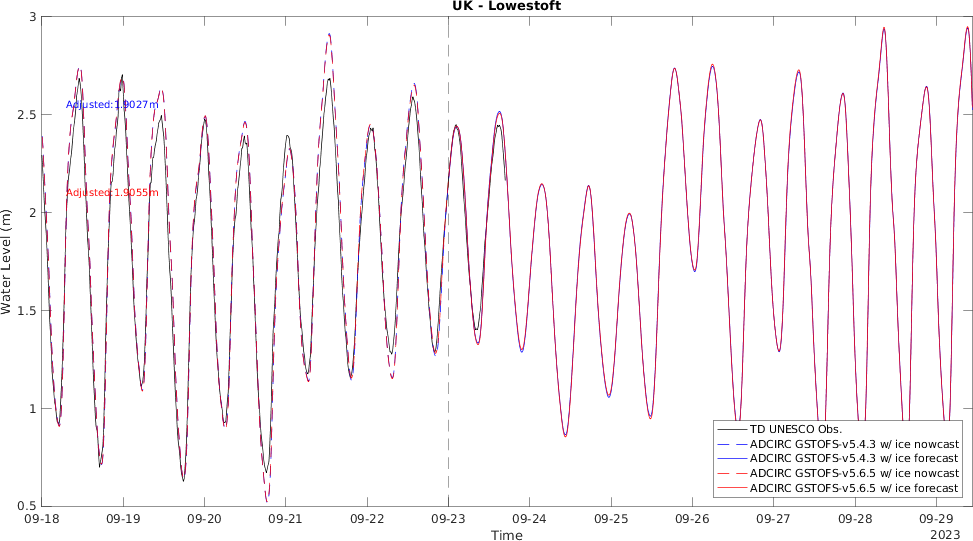 UK - Lowestoft
3
2.5
2
1.5
1
0.5
Water Level (m)
Adjusted:1.9027m
Adjusted:1.9055m
TD UNESCO Obs.
ADCIRC GSTOFS-v5.4.3 w/ ice nowcast
ADCIRC GSTOFS-v5.4.3 w/ ice forecast
ADCIRC GSTOFS-v5.6.5 w/ ice nowcast
ADCIRC GSTOFS-v5.6.5 w/ ice forecast
09-18 09-19 09-20 09-21 09-22 09-23 09-24 09-25 09-26 09-27 09-28 09-29
Time
2023